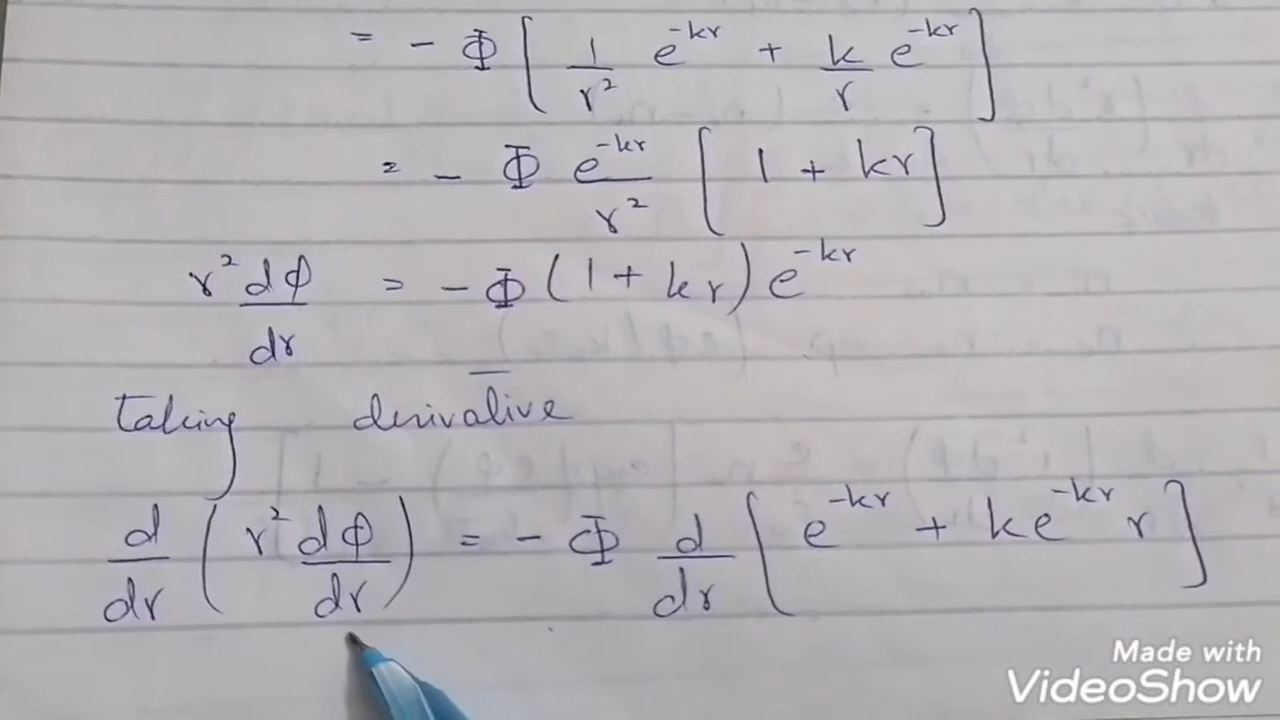 = - Φ [ 1/r² e^-kr + k/r e^-kr ]
= - Φ e^-kr/r² [ 1 + kr ]
r² dϕ/dr = - Φ (1 + kr) e^-kr
taking derivative
d/dr ( r² dϕ/dr ) = - Φ d/dr [ e^-kr + k e^-kr r ]
Made with
VideoShow